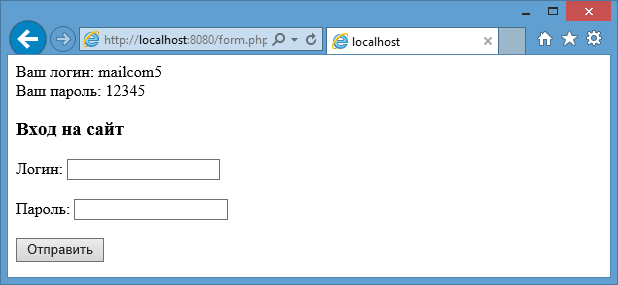 http://localhost:8080/form.php
localhost
Ваш логин: mailcom5
Ваш пароль: 12345
Вход на сайт
Логин:
Пароль:
Отправить